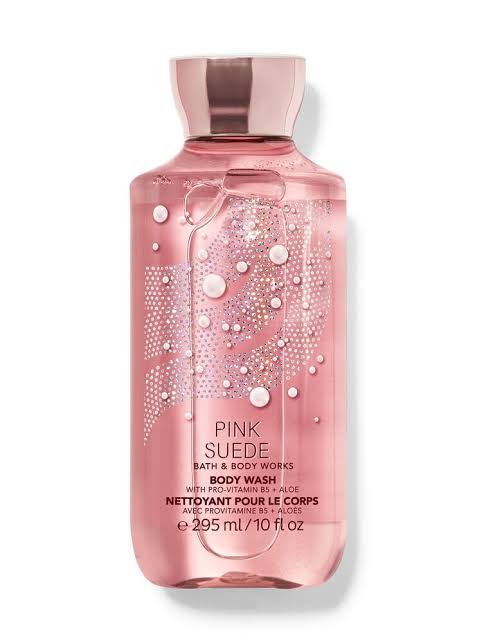 PINK
SUEDE
BATH & BODY WORKS
BODY WASH
WITH PRO-VITAMIN B5 + ALOE
NETTOYANT POUR LE CORPS
AVEC PROVITAMINE B5 + ALOÈS
℮ 295 ml / 10 fl oz